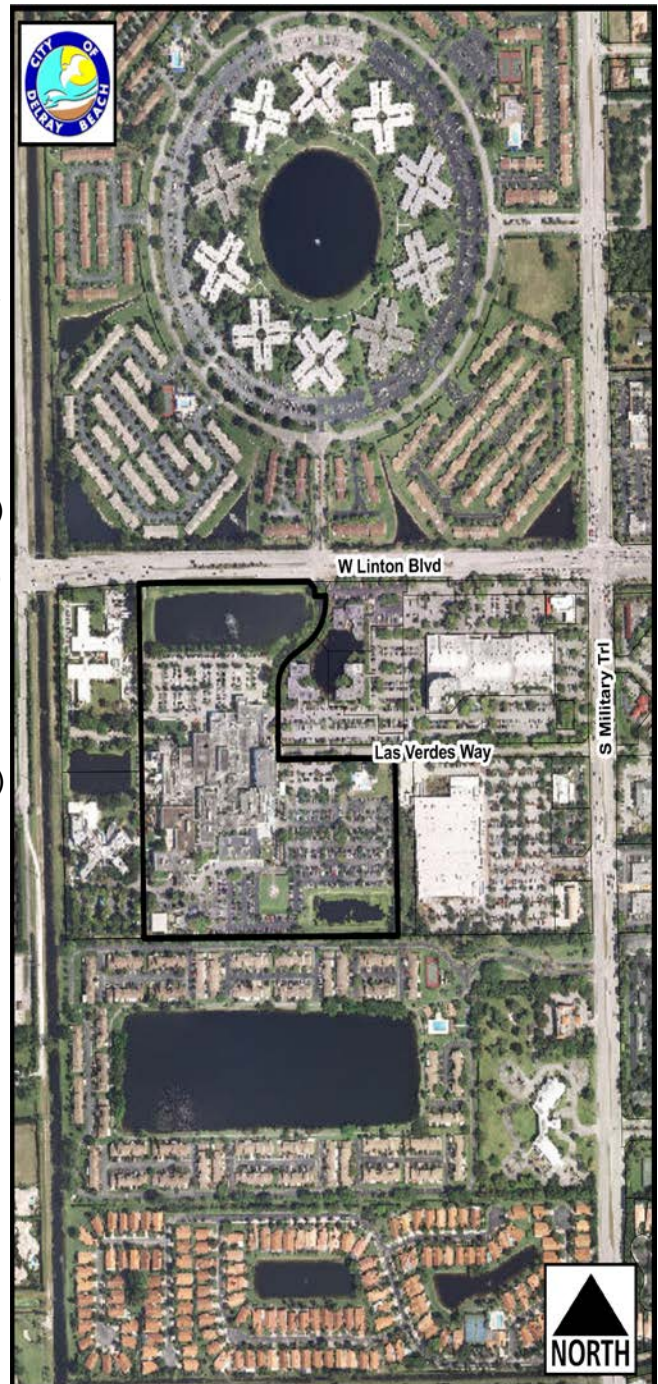 CITY OF
DELRAY BEACH
)
W Linton Blvd
S Military Trl
Las Verdes Way
)
NORTH